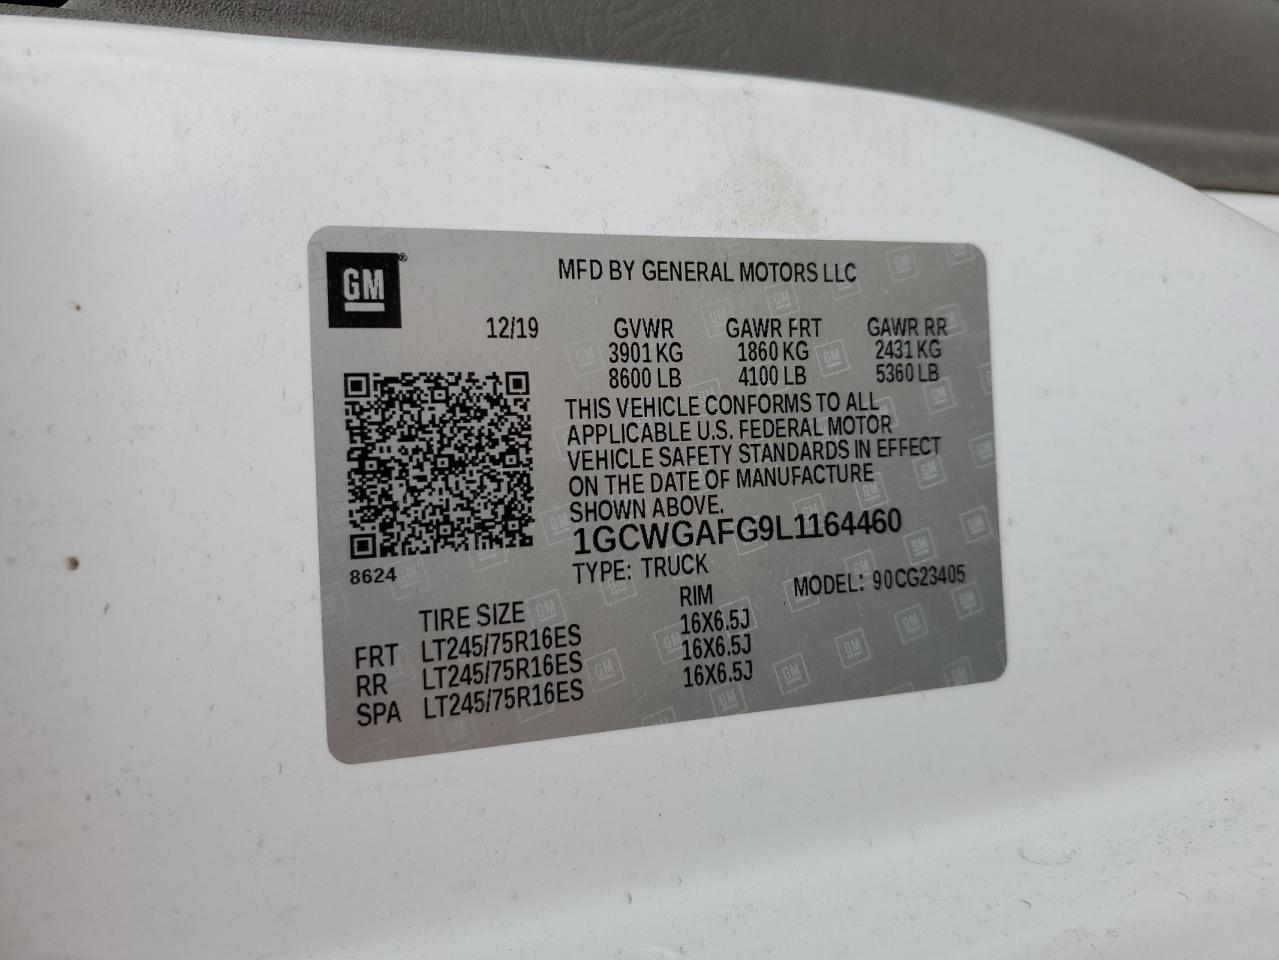 GM
MFD BY GENERAL MOTORS LLC
12/19 GVWR GAWR FRT GAWR RR
3901 KG 1860 KG 2431 KG
8600 LB 4100 LB 5360 LB
THIS VEHICLE CONFORMS TO ALL
APPLICABLE U.S. FEDERAL MOTOR
VEHICLE SAFETY STANDARDS IN EFFECT
ON THE DATE OF MANUFACTURE
SHOWN ABOVE.
1GCWGAFG9L1164460
8624
TYPE: TRUCK MODEL: 90CG23405
TIRE SIZE RIM
FRT LT245/75R16ES 16X6.5J
RR LT245/75R16ES 16X6.5J
SPA LT245/75R16ES 16X6.5J